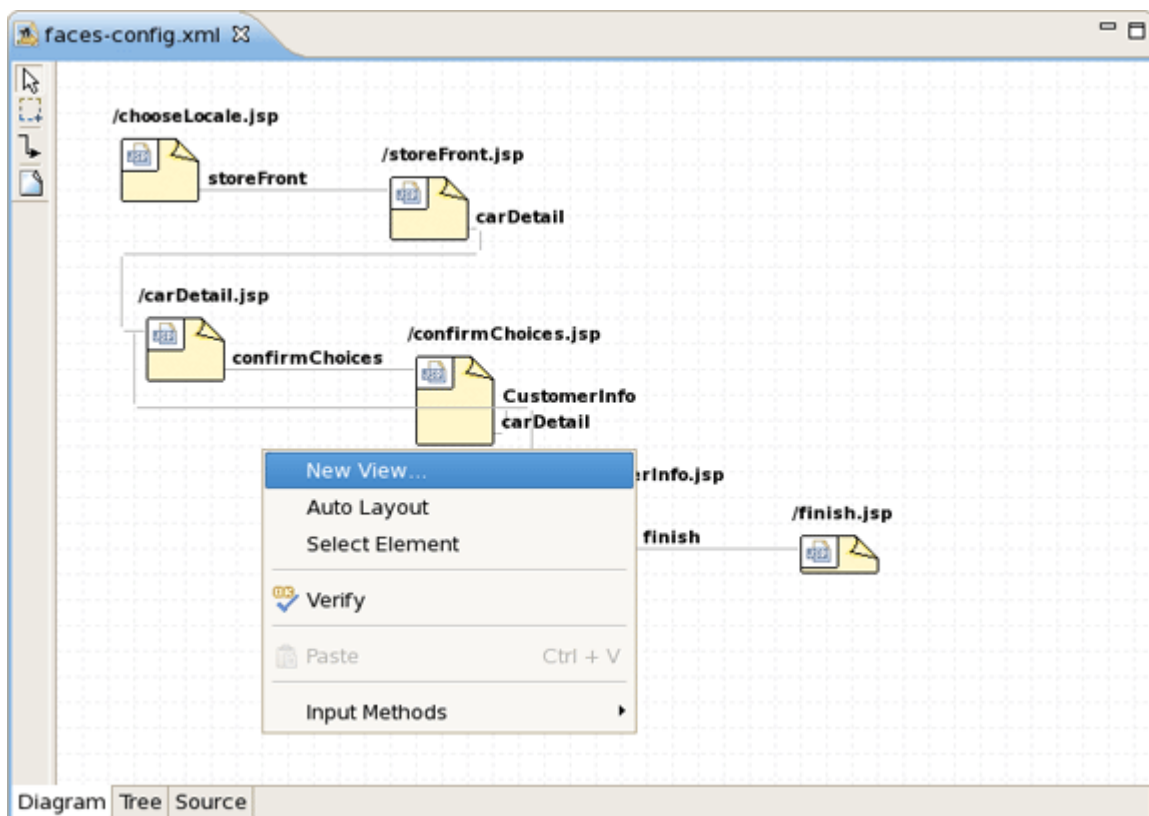 faces-config.xml
/chooseLocale.jsp
storeFront
/storeFront.jsp
carDetail
/carDetail.jsp
confirmChoices
/confirmChoices.jsp
CustomerInfo
carDetail
erInfo.jsp
finish
/finish.jsp
New View...
Auto Layout
Select Element
Verify
Paste Ctrl + V
Input Methods
Diagram Tree Source